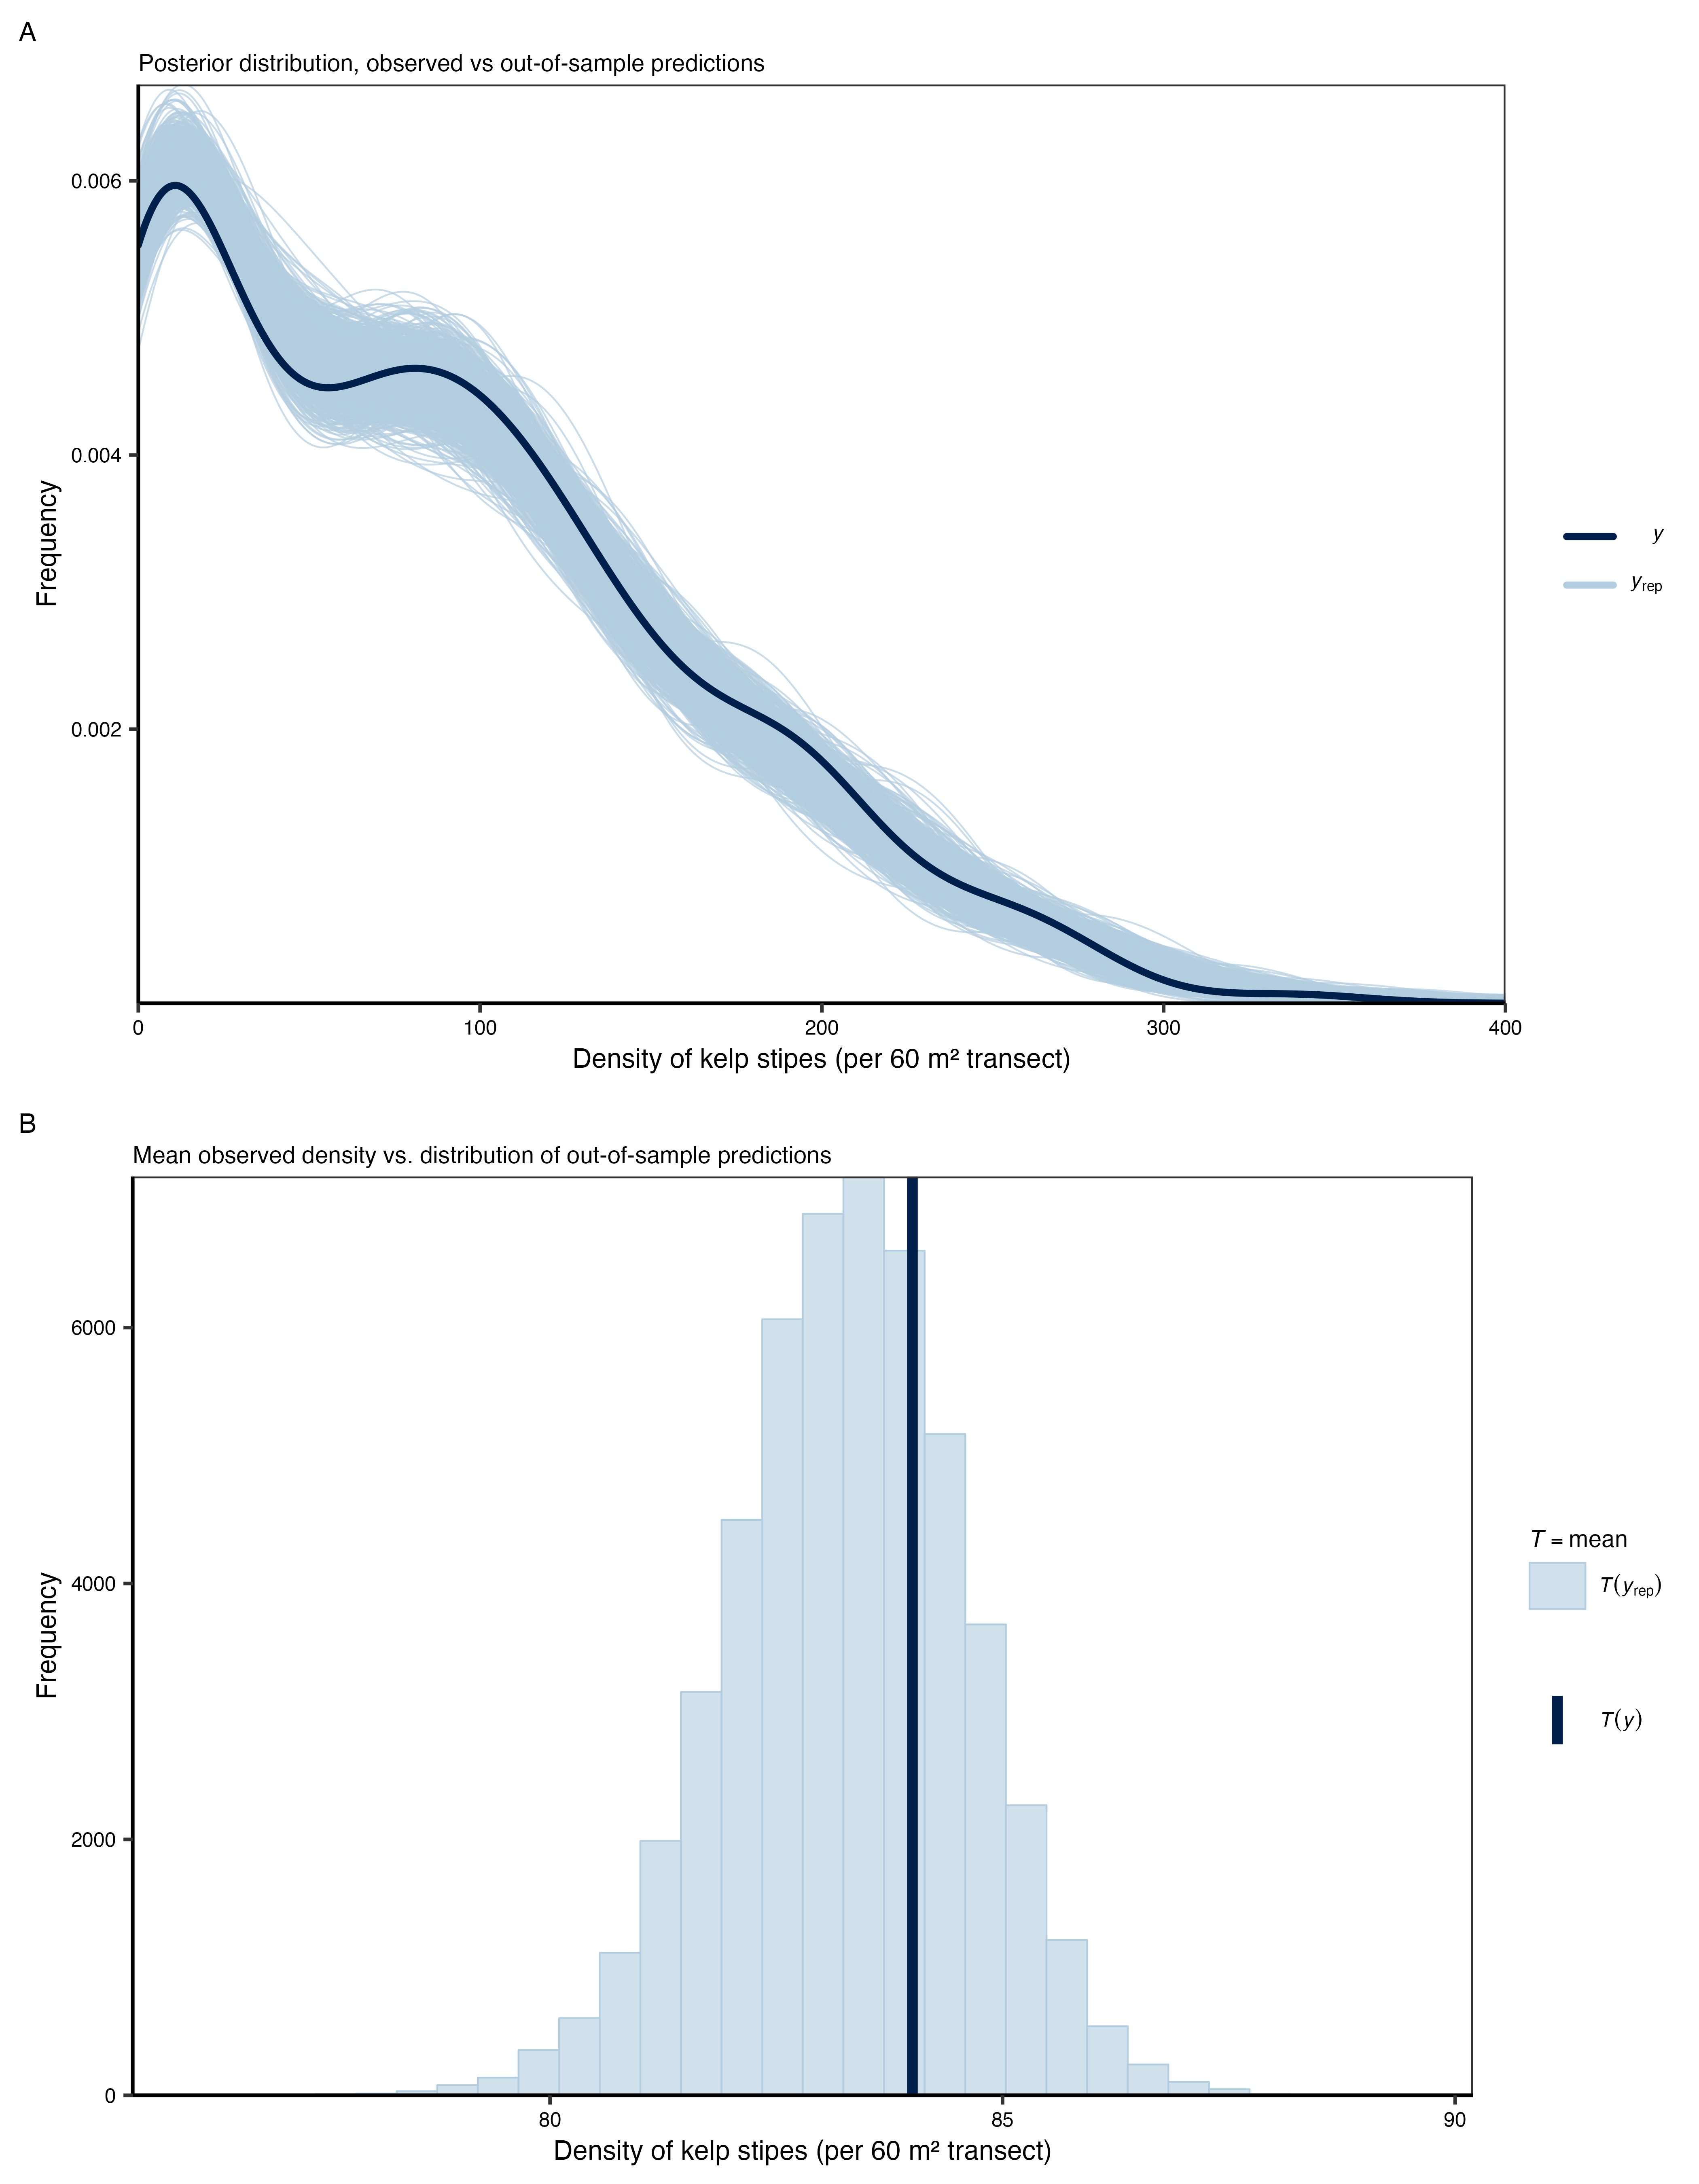 A
Posterior distribution, observed vs out-of-sample predictions
0.006
0.004
0.002
Frequency
0 100 200 300 400
Density of kelp stipes (per 60 m² transect)
y
yrep
B
Mean observed density vs. distribution of out-of-sample predictions
6000
4000
2000
0
Frequency
80 85 90
Density of kelp stipes (per 60 m² transect)
T = mean
T(yrep)
T(y)